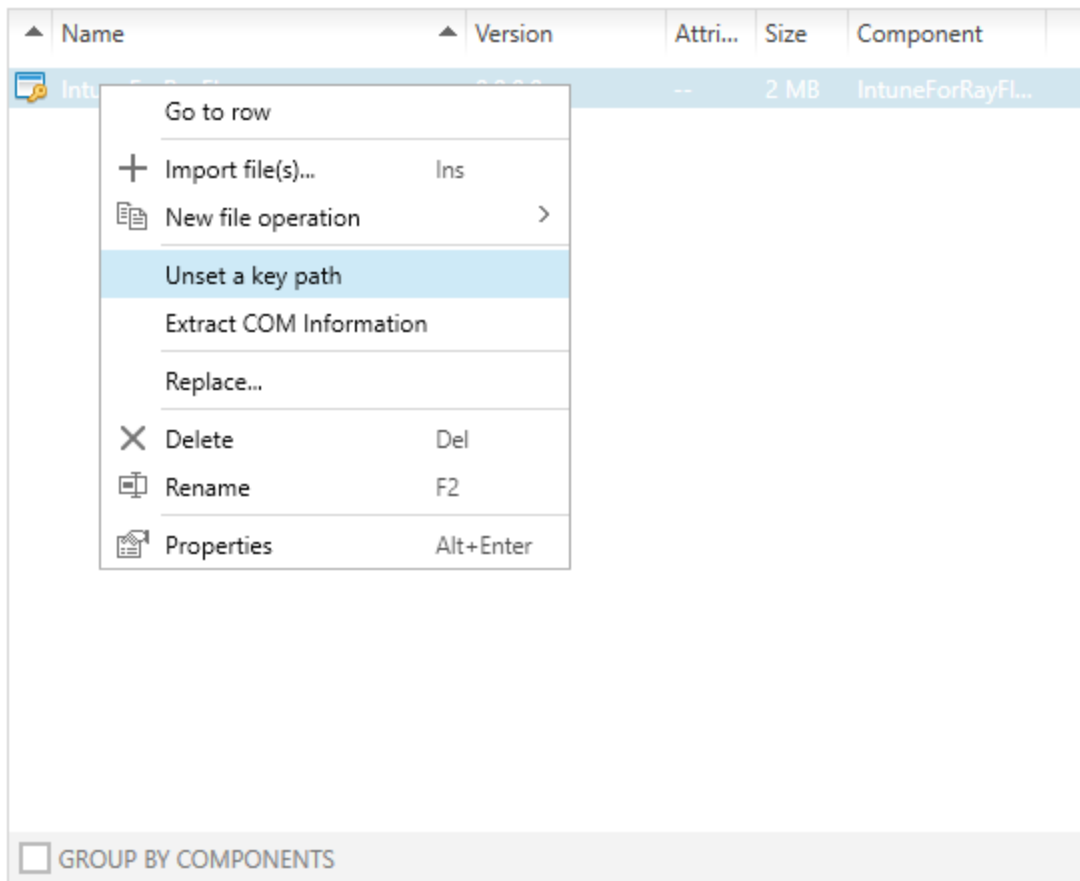 Name Version Attri... Size Component
-- 2 MB IntuneForRayFl...
Go to row
Import file(s)... Ins
New file operation
Unset a key path
Extract COM Information
Replace...
Delete Del
Rename F2
Properties Alt+Enter
GROUP BY COMPONENTS